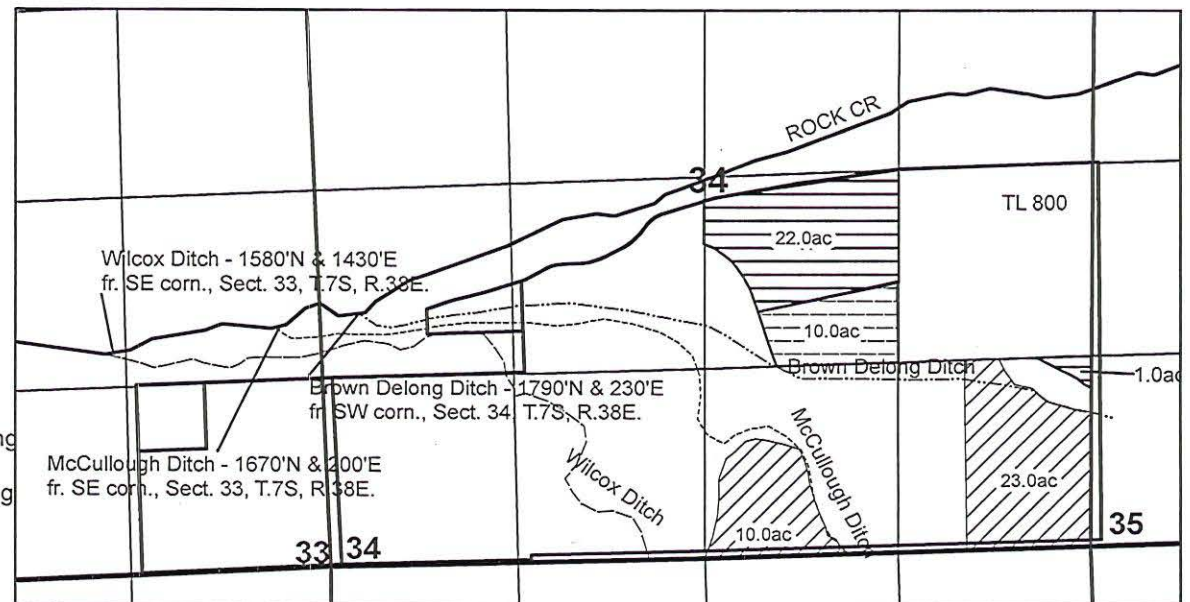 ROCK CR
34
TL 800
22.0ac
Wilcox Ditch - 1580'N & 1430'E
fr. SE corn., Sect. 33, T.7S, R.38E.
10.0ac
Brown Delong Ditch
1.0ac
Brown Delong Ditch - 1790'N & 230'E
fr. SW corn., Sect. 34, T.7S, R.38E.
McCullough Ditch - 1670'N & 200'E
fr. SE corn., Sect. 33, T.7S, R.38E.
Wilcox Ditch
McCullough Ditch
23.0ac
10.0ac
33 34
35